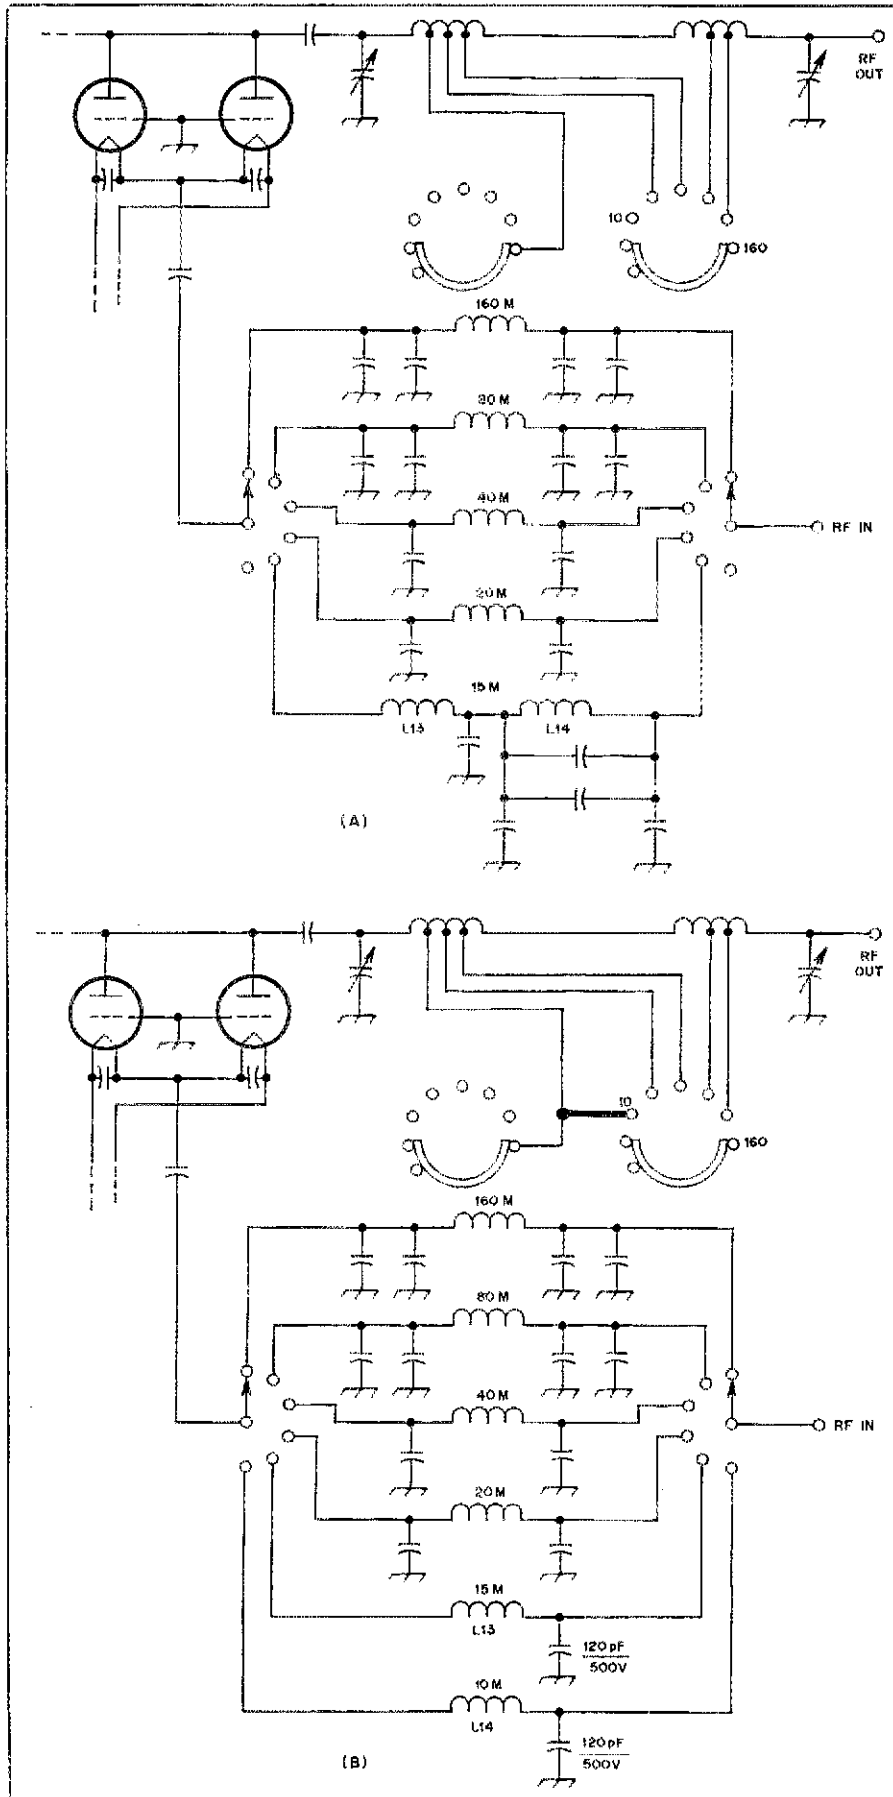 RF
OUT
10
160
160 M
80 M
40 M
RF IN
20 M
15 M
L13
L14
(A)
RF
OUT
10
160
160 M
80 M
40 M
RF IN
20 M
15 M
L13
120 pF
500V
10 M
L14
120 pF
500V
(B)